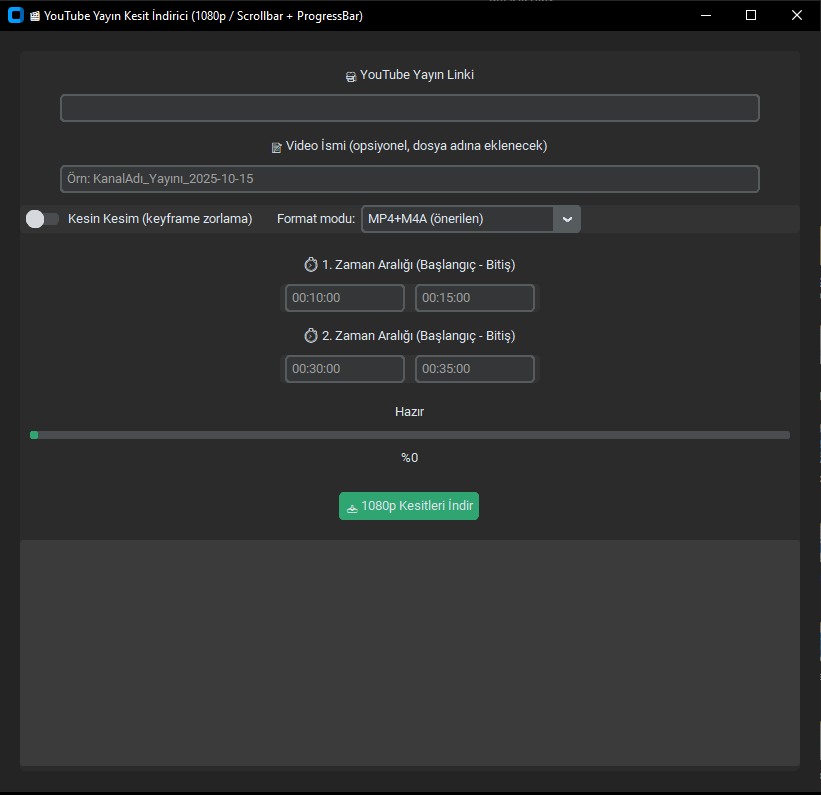 YouTube Yayın Kesit İndirici (1080p / Scrollbar + ProgressBar)
YouTube Yayın Linki
Video İsmi (opsiyonel, dosya adına eklenecek)
Örn: KanalAdı_Yayını_2025-10-15
Kesin Kesim (keyframe zorlama) Format modu: MP4+M4A (önerilen)
1. Zaman Aralığı (Başlangıç - Bitiş)
00:10:00 00:15:00
2. Zaman Aralığı (Başlangıç - Bitiş)
00:30:00 00:35:00
Hazır
%0
1080p Kesitleri İndir